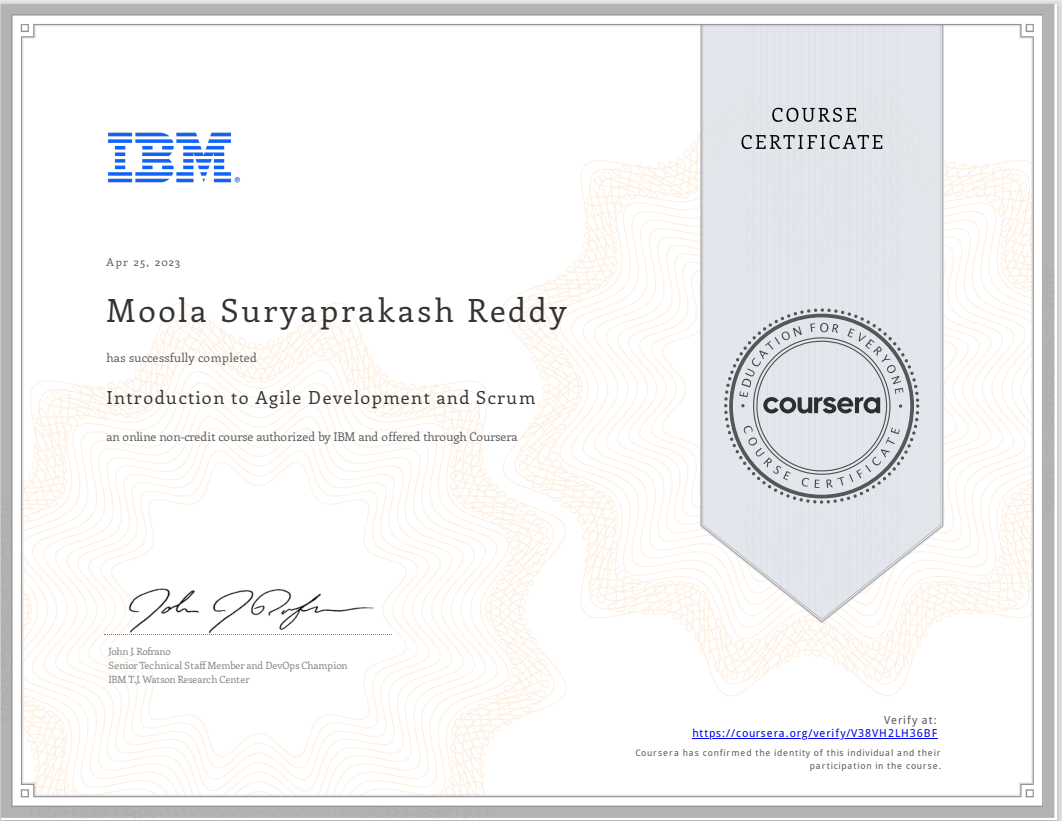 COURSE
CERTIFICATE
IBM®
Apr 25, 2023
Moola Suryaprakash Reddy
has successfully completed
Introduction to Agile Development and Scrum
an online non-credit course authorized by IBM and offered through Coursera
EDUCATION FOR EVERYONE
coursera
COURSE CERTIFICATE
John J. Rofrano
Senior Technical Staff Member and DevOps Champion
IBM T.J. Watson Research Center
Verify at:
https://coursera.org/verify/V38VH2LH36BF
Coursera has confirmed the identity of this individual and their
participation in the course.